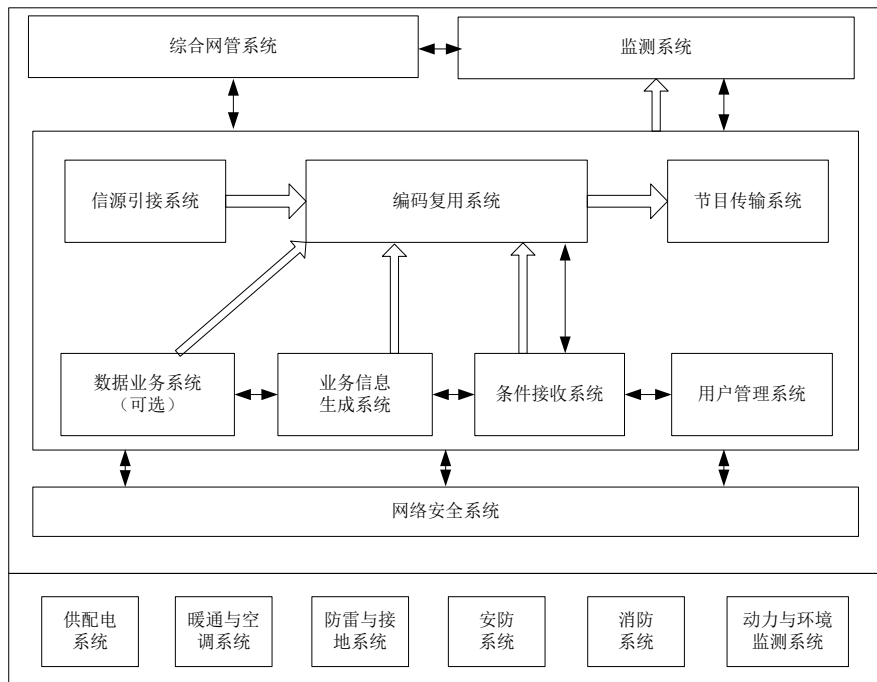 综合网管系统
监测系统
信源引接系统
编码复用系统
节目传输系统
数据业务系统
（可选）
业务信息
生成系统
条件接收系统
用户管理系统
网络安全系统
供配电
系统
暖通与空
调系统
防雷与接
地系统
安防
系统
消防
系统
动力与环境
监测系统